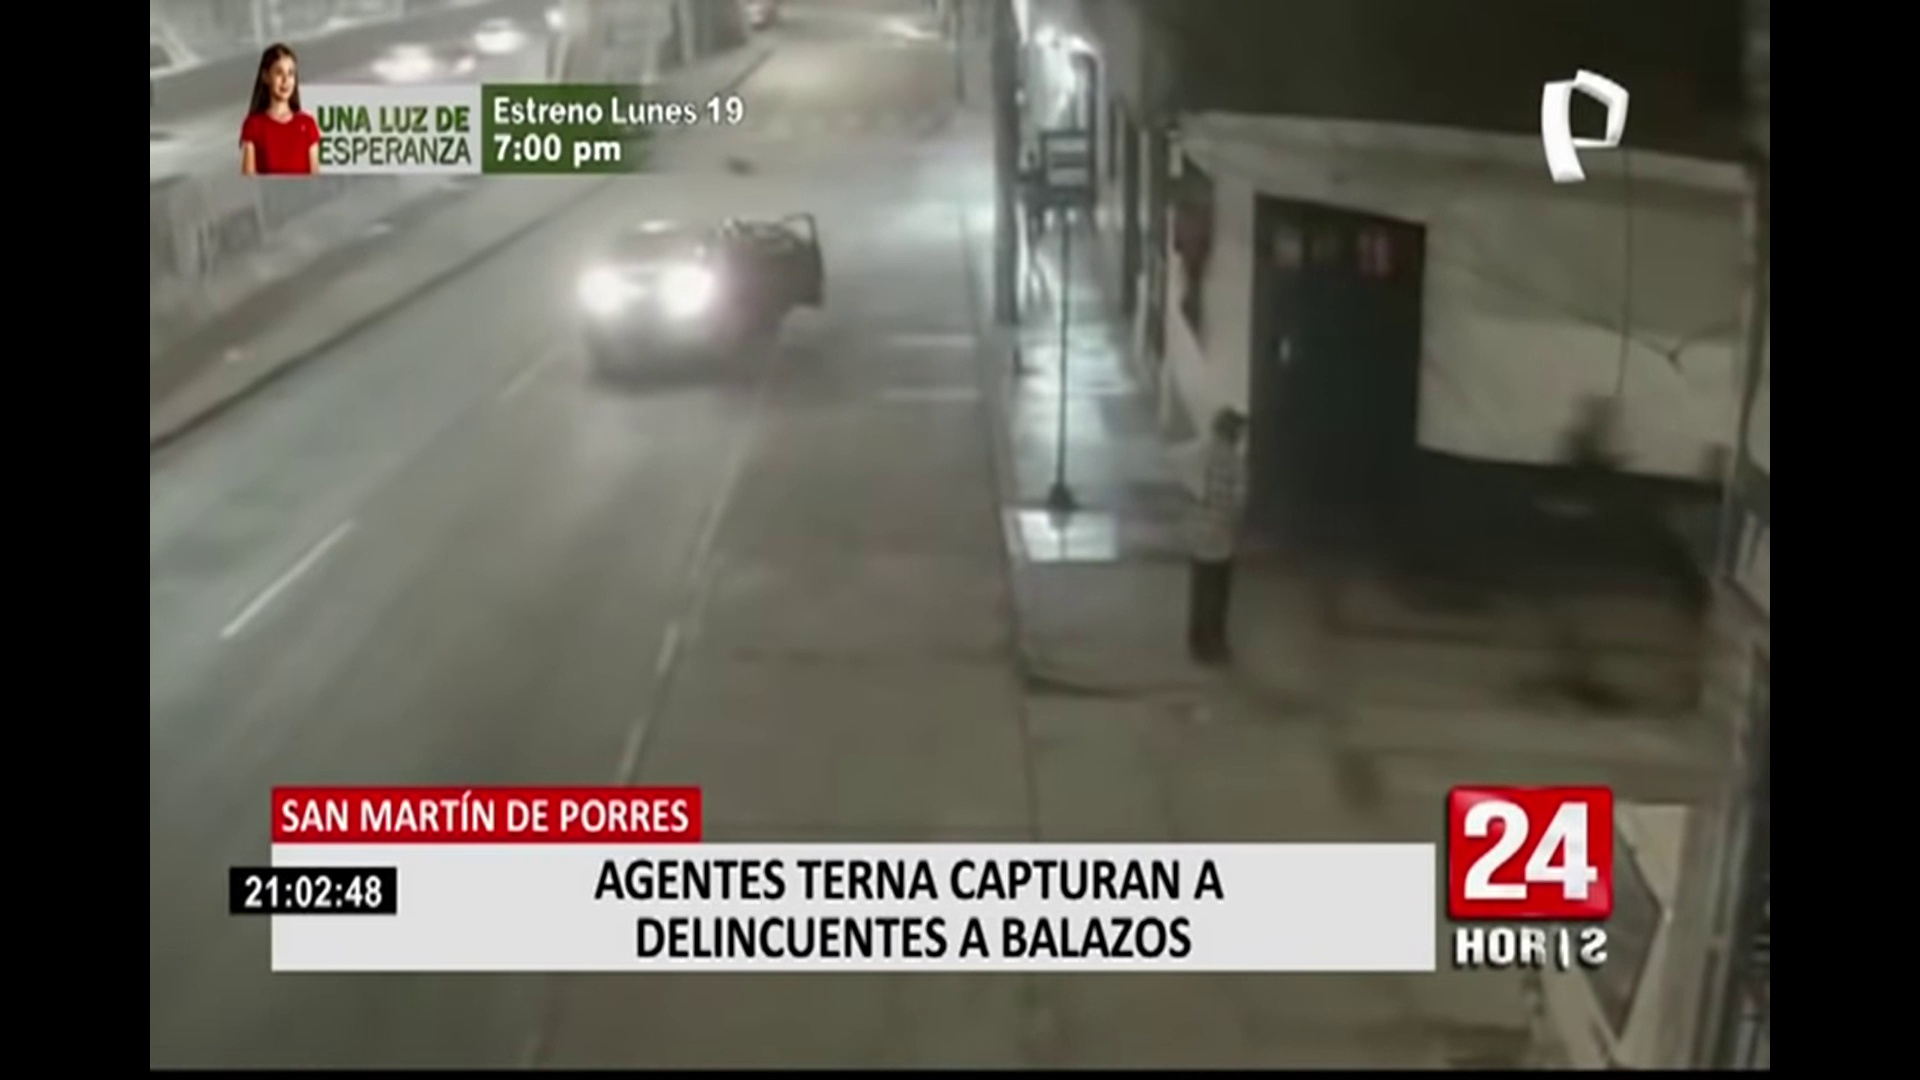 UNA LUZ DE
ESPERANZA
Estreno Lunes 19
7:00 pm
P
SAN MARTÍN DE PORRES
21:02:48
AGENTES TERNA CAPTURAN A
DELINCUENTES A BALAZOS
24